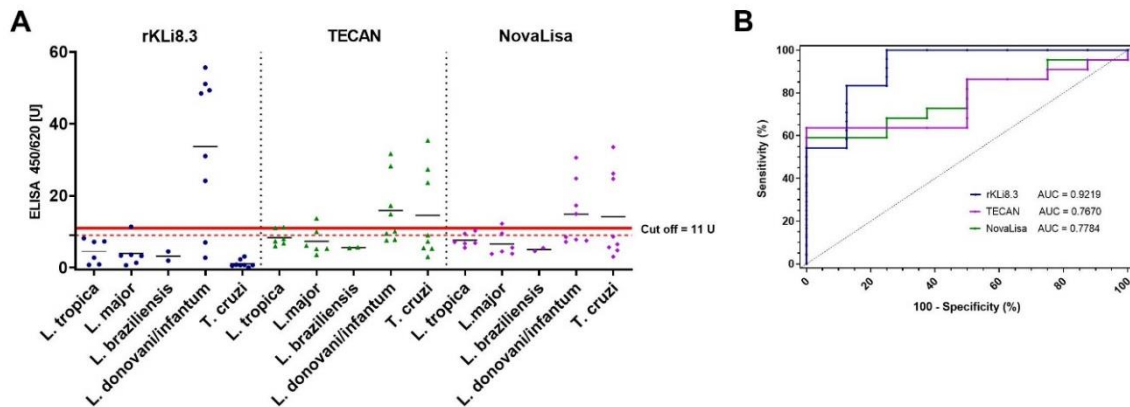 A
rKLi8.3
TECAN
NovaLisa
60
40
20
0
ELISA 450/620 [U]
Cut off = 11 U
L. tropica
L. major
L. braziliensis
L. donovani/infantum
T. cruzi
L. tropica
L.major
L. braziliensis
L. donovani/infantum
T. cruzi
L. tropica
L.major
L. braziliensis
L. donovani/infantum
T. cruzi
B
100
80
60
40
20
0
Sensitivity (%)
rKLi8.3 AUC = 0.9219
TECAN AUC = 0.7670
NovaLisa AUC = 0.7784
0 20 40 60 80 100
100 - Specificity (%)